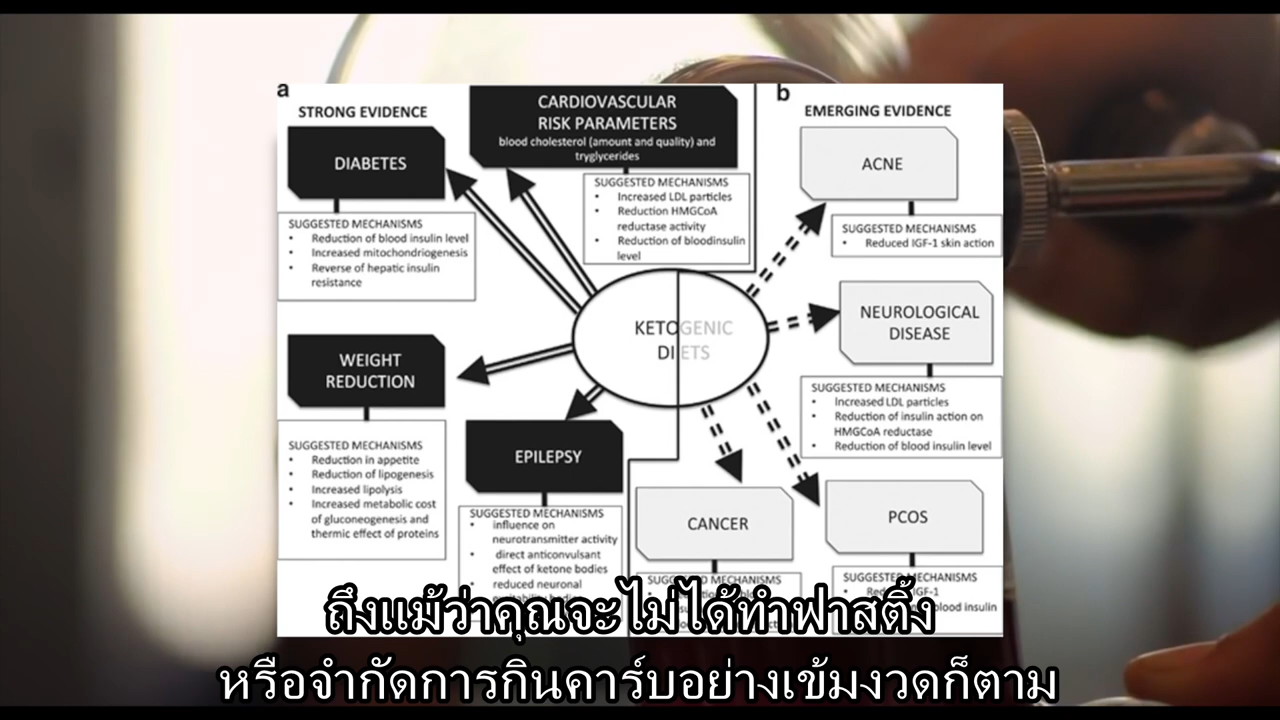 a
STRONG EVIDENCE
DIABETES
SUGGESTED MECHANISMS
• Reduction of blood insulin level
• Increased mitochondriogenesis
• Reverse of hepatic insulin
resistance
CARDIOVASCULAR
RISK PARAMETERS
blood cholesterol (amount and quality) and
tryglycerides
SUGGESTED MECHANISMS
• Increased LDL particles
• Reduction HMGCoA
reductase activity
• Reduction of bloodinsulin
level
WEIGHT
REDUCTION
SUGGESTED MECHANISMS
• Reduction in appetite
• Reduction of lipogenesis
• Increased lipolysis
• Increased metabolic cost
of gluconeogenesis and
thermic effect of proteins
EPILEPSY
SUGGESTED MECHANISMS
• influence on
neurotransmitter activity
• direct anticonvulsant
effect of ketone bodies
• reduced neuronal
KETOGENIC
DIETS
b
EMERGING EVIDENCE
ACNE
SUGGESTED MECHANISMS
• Reduced IGF-1 skin action
NEUROLOGICAL
DISEASE
SUGGESTED MECHANISMS
• Increased LDL particles
• Reduction of insulin action on
HMGCoA reductase
• Reduction of blood insulin level
CANCER
SUGGESTED MECHANISMS
PCOS
SUGGESTED MECHANISMS
IGF-1
blood insulin
ถึงแม้ว่าคุณจะไม่ได้ทำฟาสติ้ง
หรือจำกัดการกินคาร์บอย่างเข้มงวดก็ตาม